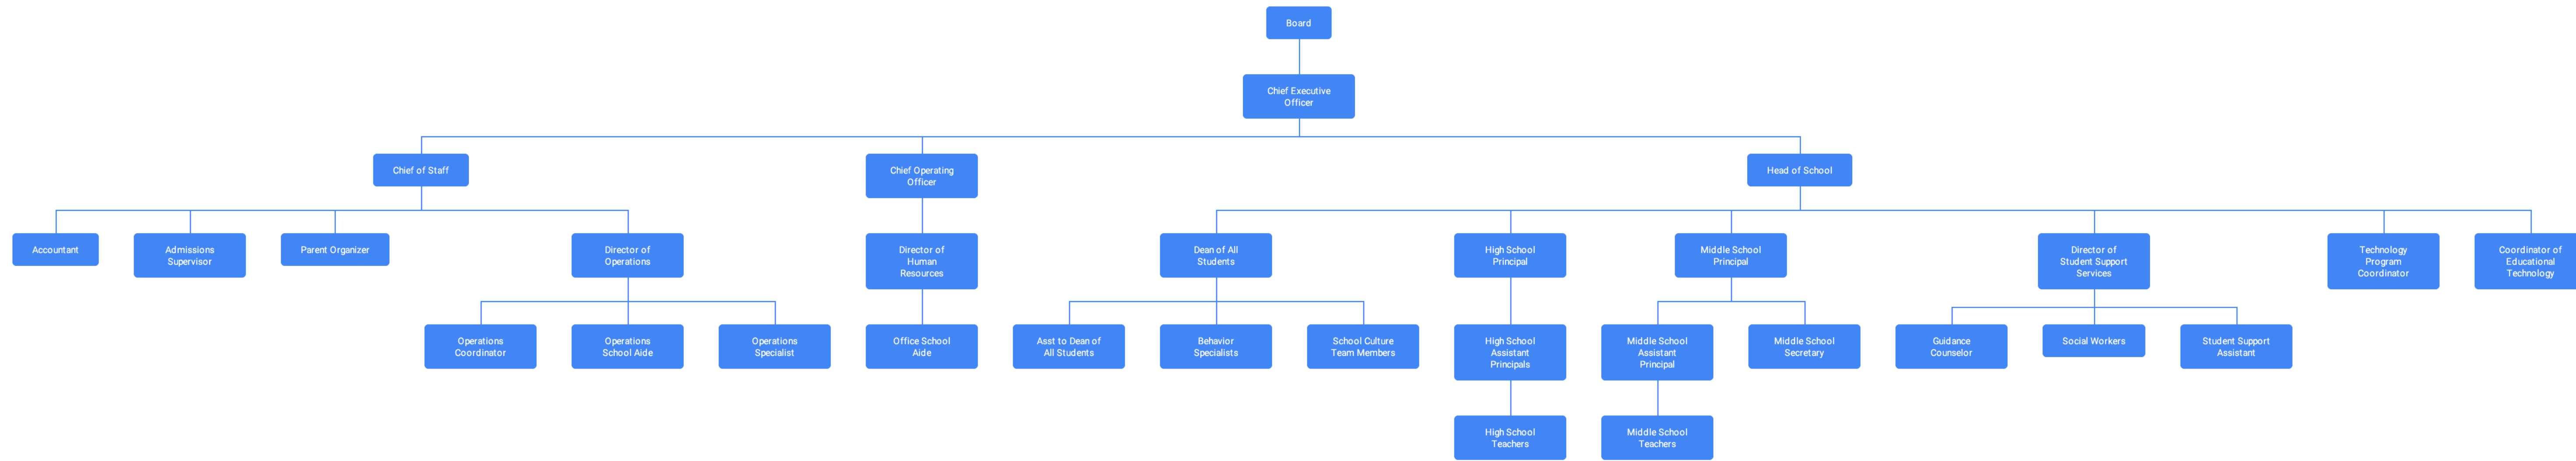 Board
Chief Executive
Officer
Chief of Staff
Chief Operating
Officer
Head of School
Accountant
Admissions
Supervisor
Parent Organizer
Director of
Operations
Director of
Human
Resources
Dean of All
Students
High School
Principal
Middle School
Principal
Director of
Student Support
Services
Technology
Program
Coordinator
Coordinator of
Educational
Technology
Operations
Coordinator
Operations
School Aide
Operations
Specialist
Office School
Aide
Asst to Dean of
All Students
Behavior
Specialists
School Culture
Team Members
High School
Assistant
Principals
Middle School
Assistant
Principal
Middle School
Secretary
Guidance
Counselor
Social Workers
Student Support
Assistant
High School
Teachers
Middle School
Teachers